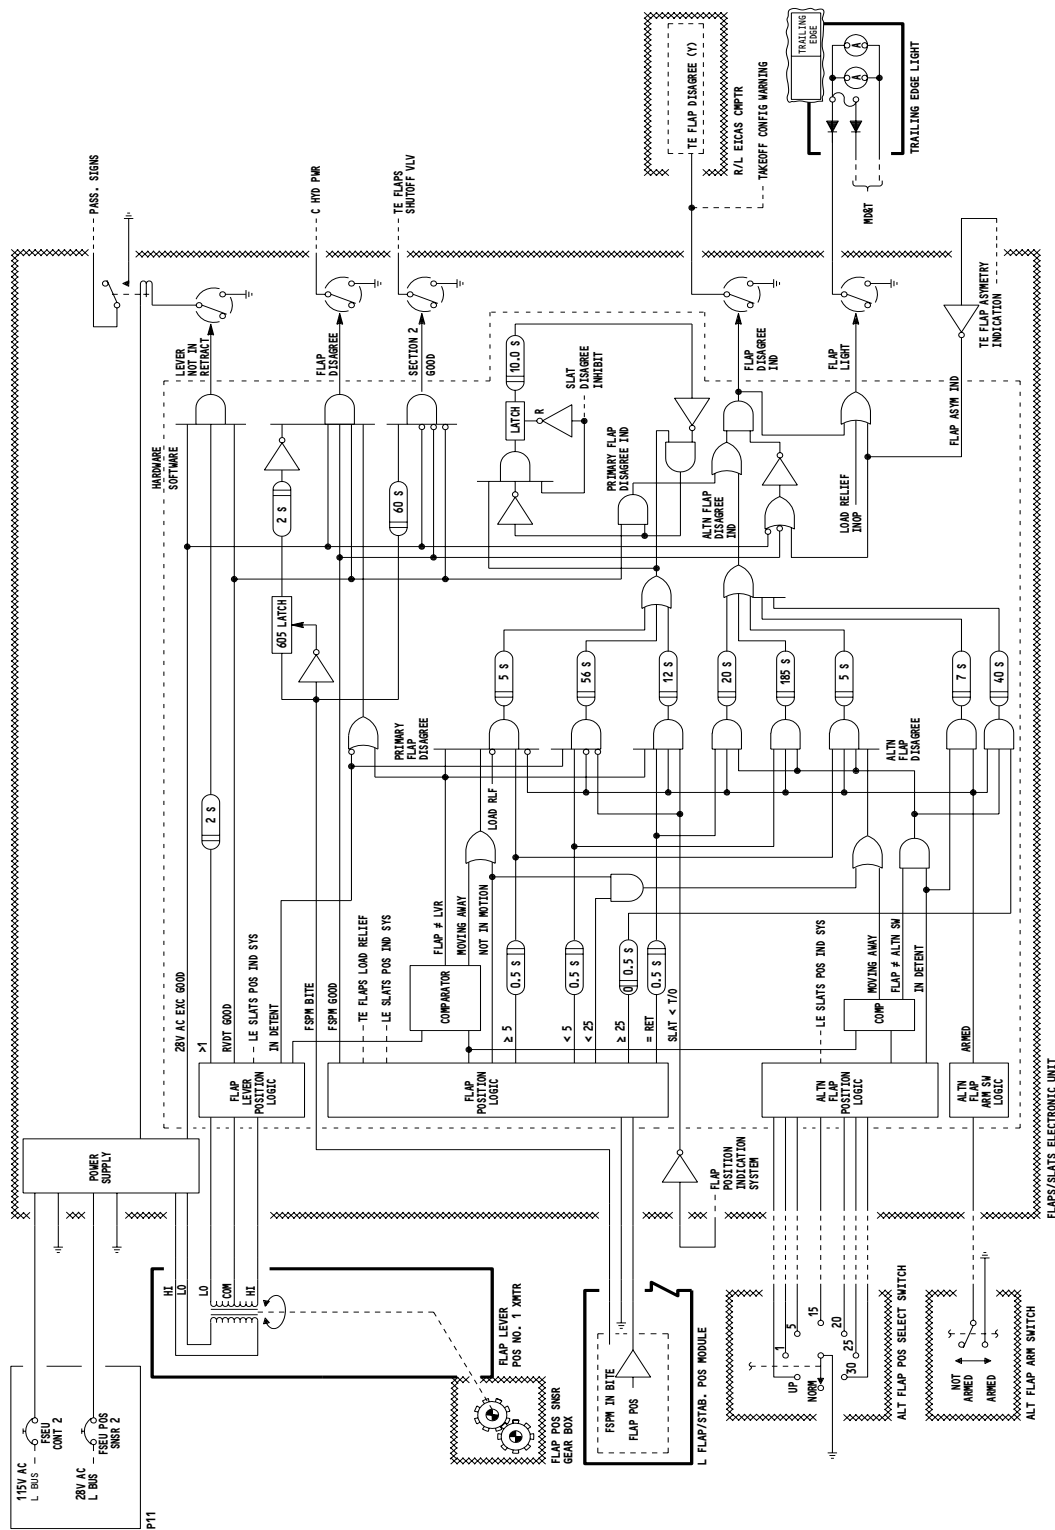 P11
115V AC
L BUS
FSEU
CONT 2
28V AC
L BUS
FSEU POS
SNSR 2
POWER
SUPPLY
HI
LO
LO
COM
HI
FLAP LEVER
POS NO. 1 XMTR
FLAP POS SNSR
GEAR BOX
FSPM IN BITE
FLAP POS
L FLAP/STAB. POS MODULE
UP
NORM
1
5
15
20
25
30
ALT FLAP POS SELECT SWITCH
NOT
ARMED
ARMED
ALT FLAP ARM SWITCH
FLAP
POSITION
INDICATION
SYSTEM
FLAP
LEVER
POSITION
LOGIC
FLAP
POSITION
LOGIC
ALTN
FLAP
POSITION
LOGIC
ALTN
FLAP
ARM SW
LOGIC
28V AC EXC GOOD
>1
RVDT GOOD
LE SLATS POS IND SYS
IN DETENT
FSPM BITE
FSPM GOOD
TE FLAPS LOAD RELIEF
LE SLATS POS IND SYS
COMPARATOR
FLAP ≠ LVR
MOVING AWAY
NOT IN MOTION
≥ 5
< 5
< 25
≥ 25
= RET
SLAT < T/O
0.5 S
0.5 S
0 0.5 S
0.5 S
LE SLATS POS IND SYS
COMP
MOVING AWAY
FLAP ≠ ALTN SW
IN DETENT
ARMED
2 S
LOAD RLF
PRIMARY
FLAP
DISAGREE
ALTN
FLAP
DISAGREE
5 S
56 S
12 S
20 S
185 S
5 S
7 S
40 S
605 LATCH
2 S
60 S
HARDWARE
SOFTWARE
LATCH
R
10.0 S
SLAT
DISAGREE
INHIBIT
PRIMARY FLAP
DISAGREE IND
ALTN FLAP
DISAGREE
IND
LOAD RELIEF
INOP
FLAP ASYM IND
LEVER
NOT IN
RETRACT
FLAP
DISAGREE
SECTION 2
GOOD
FLAP
DISAGREE
IND
FLAP
LIGHT
TE FLAP ASYMETRY
INDICATION
PASS. SIGNS
C HYD PWR
TE FLAPS
SHUTOFF VLV
TE FLAP DISAGREE (Y)
R/L EICAS CMPTR
TAKEOFF CONFIG WARNING
TRAILING
EDGE
A
A
MD&T
TRAILING EDGE LIGHT
FLAPS/SLATS ELECTRONIC UNIT